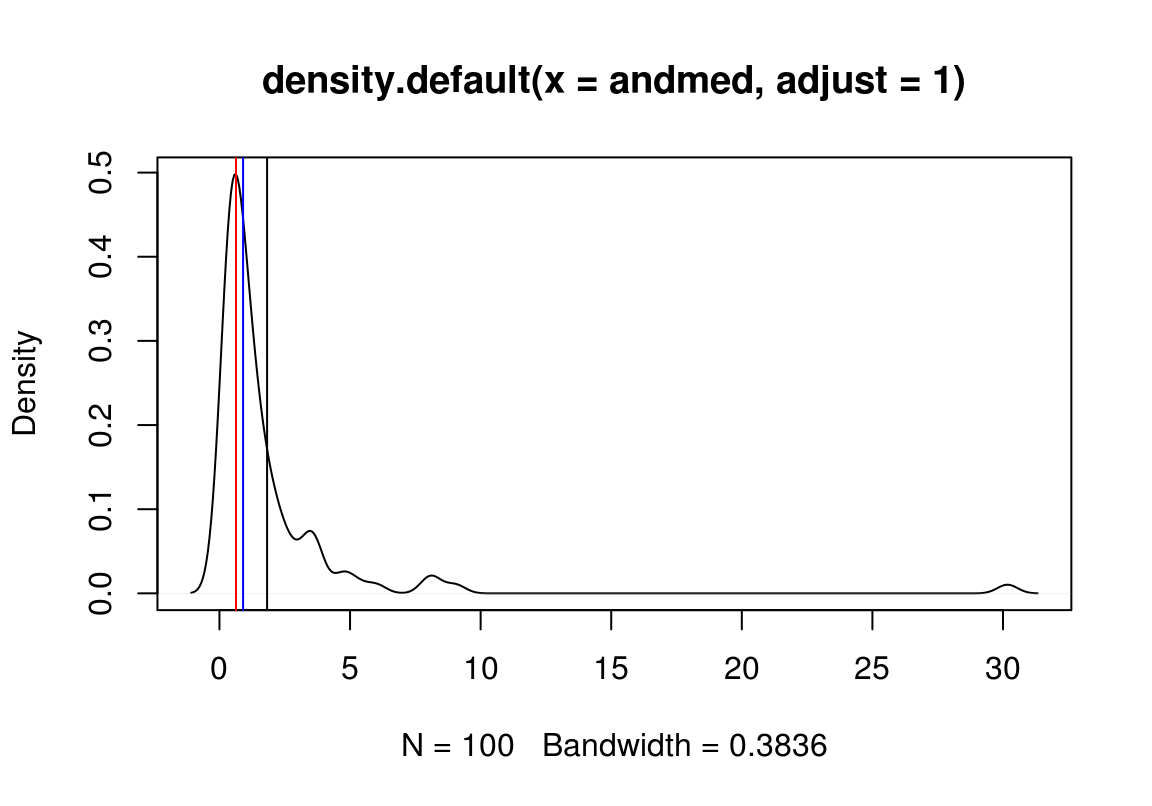 density.default(x = andmed, adjust = 1)
Density
0.5
0.4
0.3
0.2
0.1
0.0
0 5 10 15 20 25 30
N = 100 Bandwidth = 0.3836